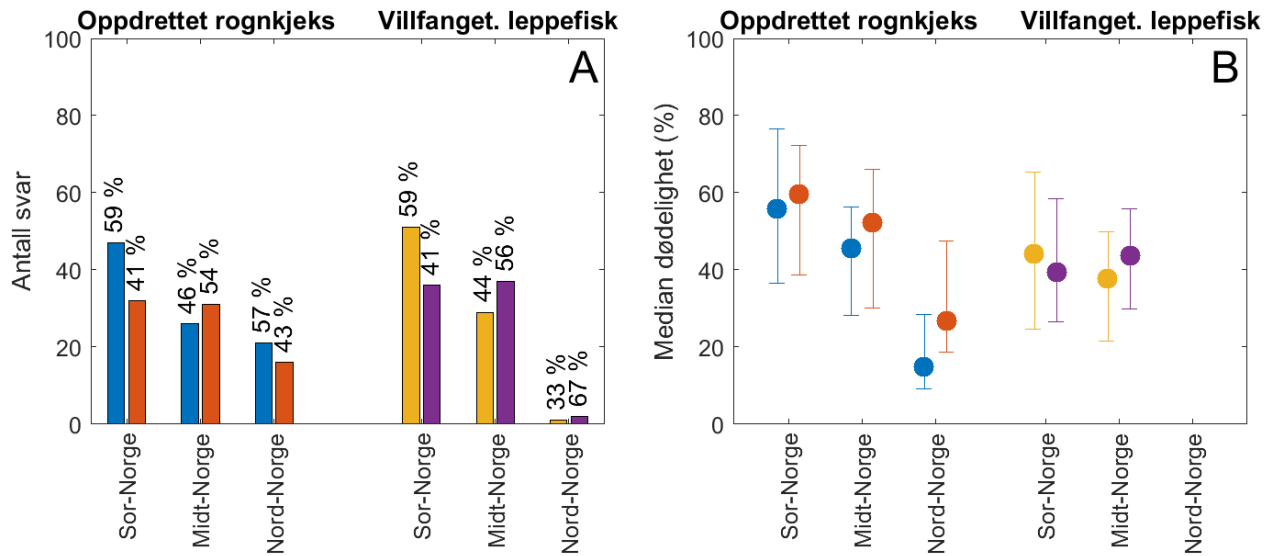 Oppdrettet rognkjeks
Villfanget. leppefisk
A
Antall svar
100
80
60
40
20
0
59 %
41 %
46 %
54 %
57 %
43 %
59 %
41 %
44 %
56 %
33 %
67 %
Sor-Norge
Midt-Norge
Nord-Norge
Sor-Norge
Midt-Norge
Nord-Norge
Oppdrettet rognkjeks
Villfanget. leppefisk
B
Median dødelighet (%)
100
80
60
40
20
0
Sor-Norge
Midt-Norge
Nord-Norge
Sor-Norge
Midt-Norge
Nord-Norge